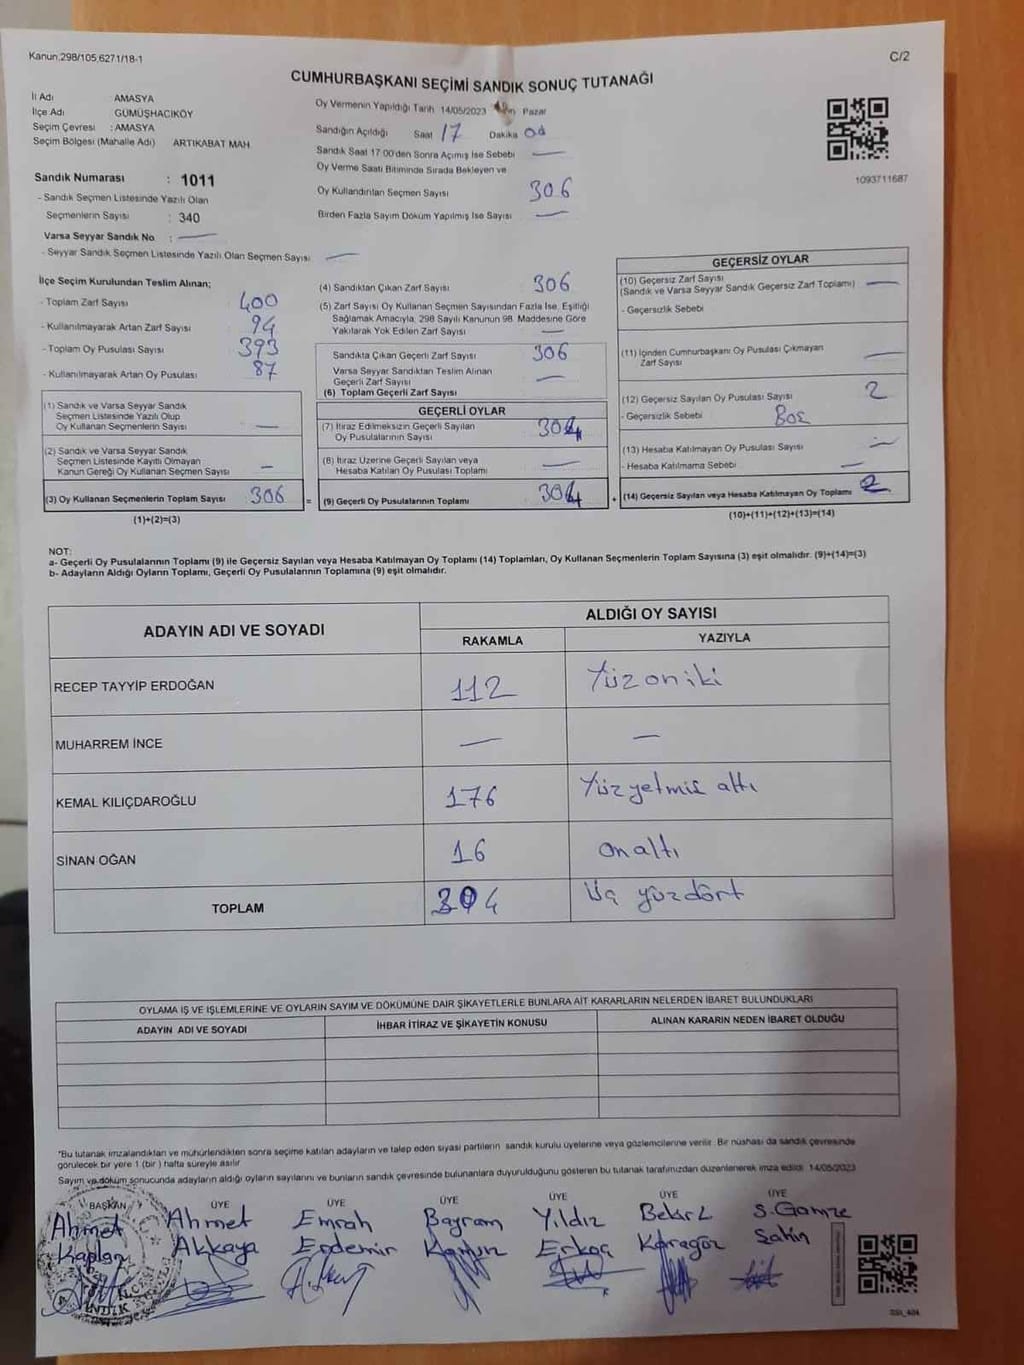 Kanun.298/105,6271/18-1
C/2
CUMHURBAŞKANI SEÇİMİ SANDIK SONUÇ TUTANAĞI
İl Adı AMASYA
İlçe Adı GÜMÜŞHACIKÖY
Seçim Çevresi : AMASYA
Seçim Bölgesi (Mahalle Adı) ARTIKABAT MAH
Sandık Numarası : 1011
- Sandık Seçmen Listesinde Yazılı Olan
Seçmenlerin Sayısı : 340
Varsa Seyyar Sandık No : —
- Seyyar Sandık Seçmen Listesinde Yazılı Olan Seçmen Sayısı —
Oy Vermenin Yapıldığı Tarih 14/05/2023 Pazar
Sandığın Açıldığı Saat 17 Dakika
Sandık Saat 17:00'den Sonra Açımış İse Sebebi —
Oy Verme Saati Bitiminde Sırada Bekleyen ve
Oy Kullandırılan Seçmen Sayısı 306
Birden Fazla Sayım Döküm Yapılmış İse Sayısı —
1093711687
İlçe Seçim Kurulundan Teslim Alınan;
- Toplam Zarf Sayısı 400
- Kullanılmayarak Artan Zarf Sayısı 94
- Toplam Oy Pusulası Sayısı 393
- Kullanılmayarak Artan Oy Pusulası 87
(1) Sandık ve Varsa Seyyar Sandık
Seçmen Listesinde Yazılı Olup
Oy Kullanan Seçmenlerin Sayısı —
(2) Sandık ve Varsa Seyyar Sandık
Seçmen Listesinde Kayıtlı Olmayan
Kanun Gereği Oy Kullanan Seçmen Sayısı —
(3) Oy Kullanan Seçmenlerin Toplam Sayısı 306 =
(1)+(2)=(3)
(4) Sandıktan Çıkan Zarf Sayısı 306
(5) Zarf Sayısı Oy Kullanan Seçmen Sayısından Fazla İse, Eşitliği
Sağlamak Amacıyla, 298 Sayılı Kanunun 98. Maddesine Göre
Yakılarak Yok Edilen Zarf Sayısı —
Sandıkta Çıkan Geçerli Zarf Sayısı 306
Varsa Seyyar Sandıktan Teslim Alınan
Geçerli Zarf Sayısı —
(6) Toplam Geçerli Zarf Sayısı
GEÇERLİ OYLAR
(7) İtiraz Edilmeksizin Geçerli Sayılan
Oy Pusulalarının Sayısı 304
(8) İtiraz Üzerine Geçerli Sayılan veya
Hesaba Katılan Oy Pusulası Toplamı —
(9) Geçerli Oy Pusulalarının Toplamı 304 +
GEÇERSİZ OYLAR
(10) Geçersiz Zarf Sayısı
(Sandık ve Varsa Seyyar Sandık Geçersiz Zarf Toplamı) —
- Geçersizlik Sebebi
(11) İçinden Cumhurbaşkanı Oy Pusulası Çıkmayan
Zarf Sayısı —
(12) Geçersiz Sayılan Oy Pusulası Sayısı 2
- Geçersizlik Sebebi Boş
(13) Hesaba Katılmayan Oy Pusulası Sayısı —
- Hesaba Katılmama Sebebi —
(14) Geçersiz Sayılan veya Hesaba Katılmayan Oy Toplamı 2
(10)+(11)+(12)+(13)=(14)
NOT:
a- Geçerli Oy Pusulalarının Toplamı (9) ile Geçersiz Sayılan veya Hesaba Katılmayan Oy Toplamı (14) Toplamları, Oy Kullanan Seçmenlerin Toplam Sayısına (3) eşit olmalıdır. (9)+(14)=(3)
b- Adayların Aldığı Oyların Toplamı, Geçerli Oy Pusulalarının Toplamına (9) eşit olmalıdır.
ADAYIN ADI VE SOYADI
ALDIĞI OY SAYISI
RAKAMLA YAZIYLA
RECEP TAYYİP ERDOĞAN 112 Yüzoniki
MUHARREM İNCE — —
KEMAL KILIÇDAROĞLU 176 Yüzyetmiş altı
SİNAN OĞAN 16 onaltı
TOPLAM 304 Üç yüzdört
OYLAMA İŞ VE İŞLEMLERİNE VE OYLARIN SAYIM VE DÖKÜMÜNE DAİR ŞİKAYETLERLE BUNLARA AİT KARARLARIN NELERDEN İBARET BULUNDUKLARI
ADAYIN ADI VE SOYADI İHBAR İTİRAZ VE ŞİKAYETİN KONUSU ALINAN KARARIN NEDEN İBARET OLDUĞU
"Bu tutanak imzalandıktan ve mühürlendikten sonra seçime katılan adayların ve talep eden siyasi partilerin sandık kurulu üyelerine veya gözlemcilerine verilir. Bir nüshası da sandık çevresinde
görülecek bir yere 1 (bir) hafta süreyle asılır
Sayım ve döküm sonucunda adayların aldığı oyların sayılarını ve bunların sandık çevresinde bulunanlara duyurulduğunu gösteren bu tutanak tarafımızdan düzenlenerek imza edildi. 14/05/2023
BAŞKAN ÜYE ÜYE ÜYE ÜYE ÜYE ÜYE
Ahmet Ahmet Emrah Bayram Yıldız Bekir Ş. Gamze
Kaplan Akkaya Erdemir Erkoç Karagöz Şahin